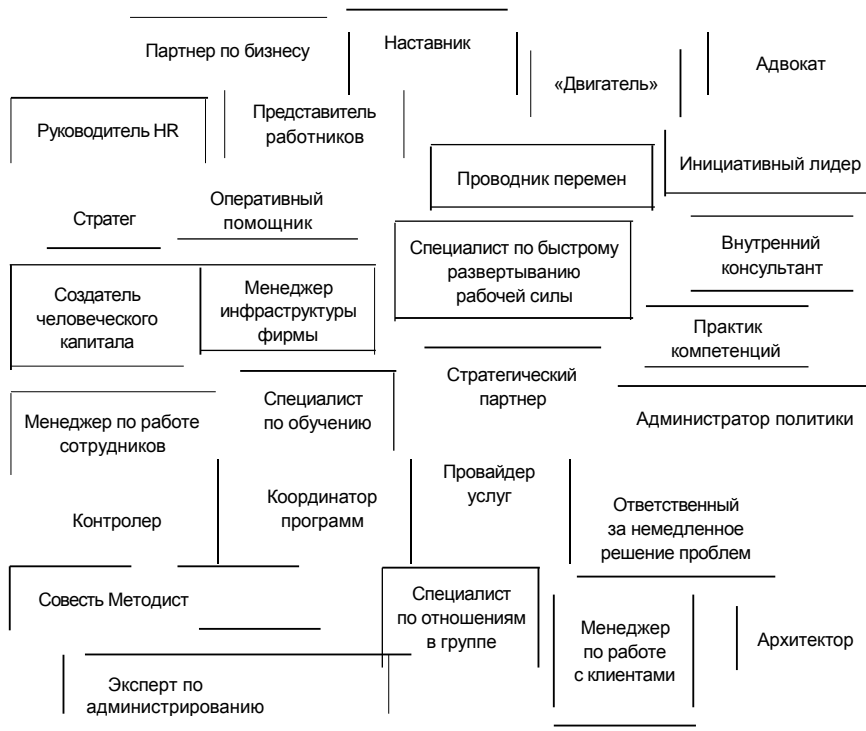 Партнер по бизнесу
Наставник
«Двигатель»
Адвокат
Руководитель HR
Представитель
работников
Проводник перемен
Инициативный лидер
Стратег
Оперативный
помощник
Специалист по быстрому
развертыванию
рабочей силы
Внутренний
консультант
Создатель
человеческого
капитала
Менеджер
инфраструктуры
фирмы
Практик
компетенций
Стратегический
партнер
Менеджер по работе
сотрудников
Специалист
по обучению
Администратор политики
Контролер
Координатор
программ
Провайдер
услуг
Ответственный
за немедленное
решение проблем
Совесть Методист
Специалист
по отношениям
в группе
Менеджер
по работе
с клиентами
Архитектор
Эксперт по
администрированию